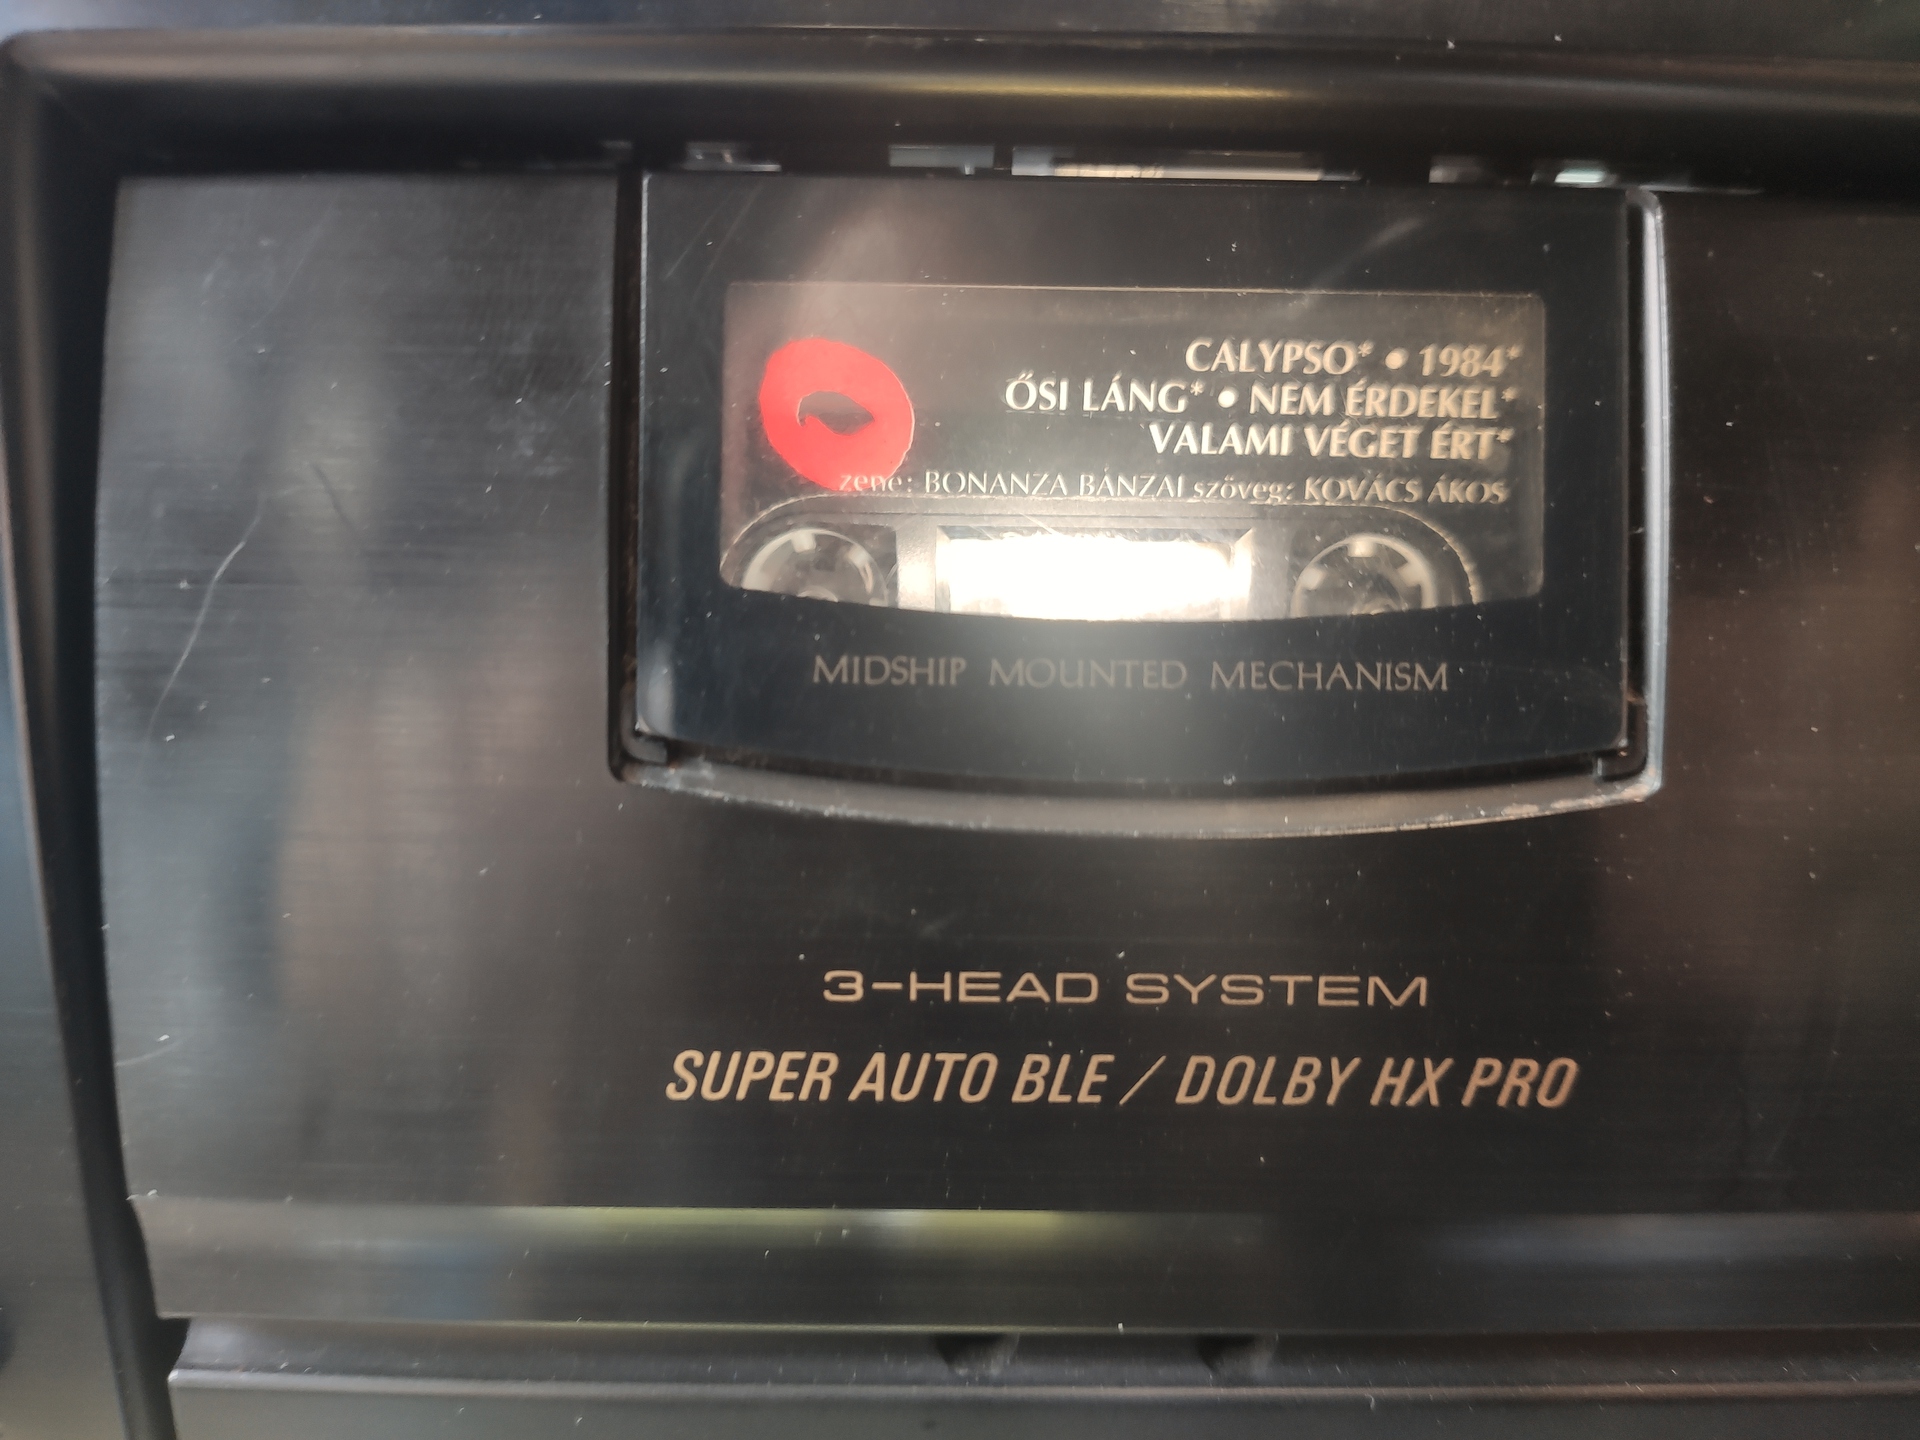 CALYPSO* • 1984*
ŐSI LÁNG* • NEM ÉRDEKEL*
VALAMI VÉGET ÉRT*
zene: BONANZA BÁNZAI szöveg: KOVÁCS ÁKOS
MIDSHIP MOUNTED MECHANISM
3-HEAD SYSTEM
SUPER AUTO BLE / DOLBY HX PRO